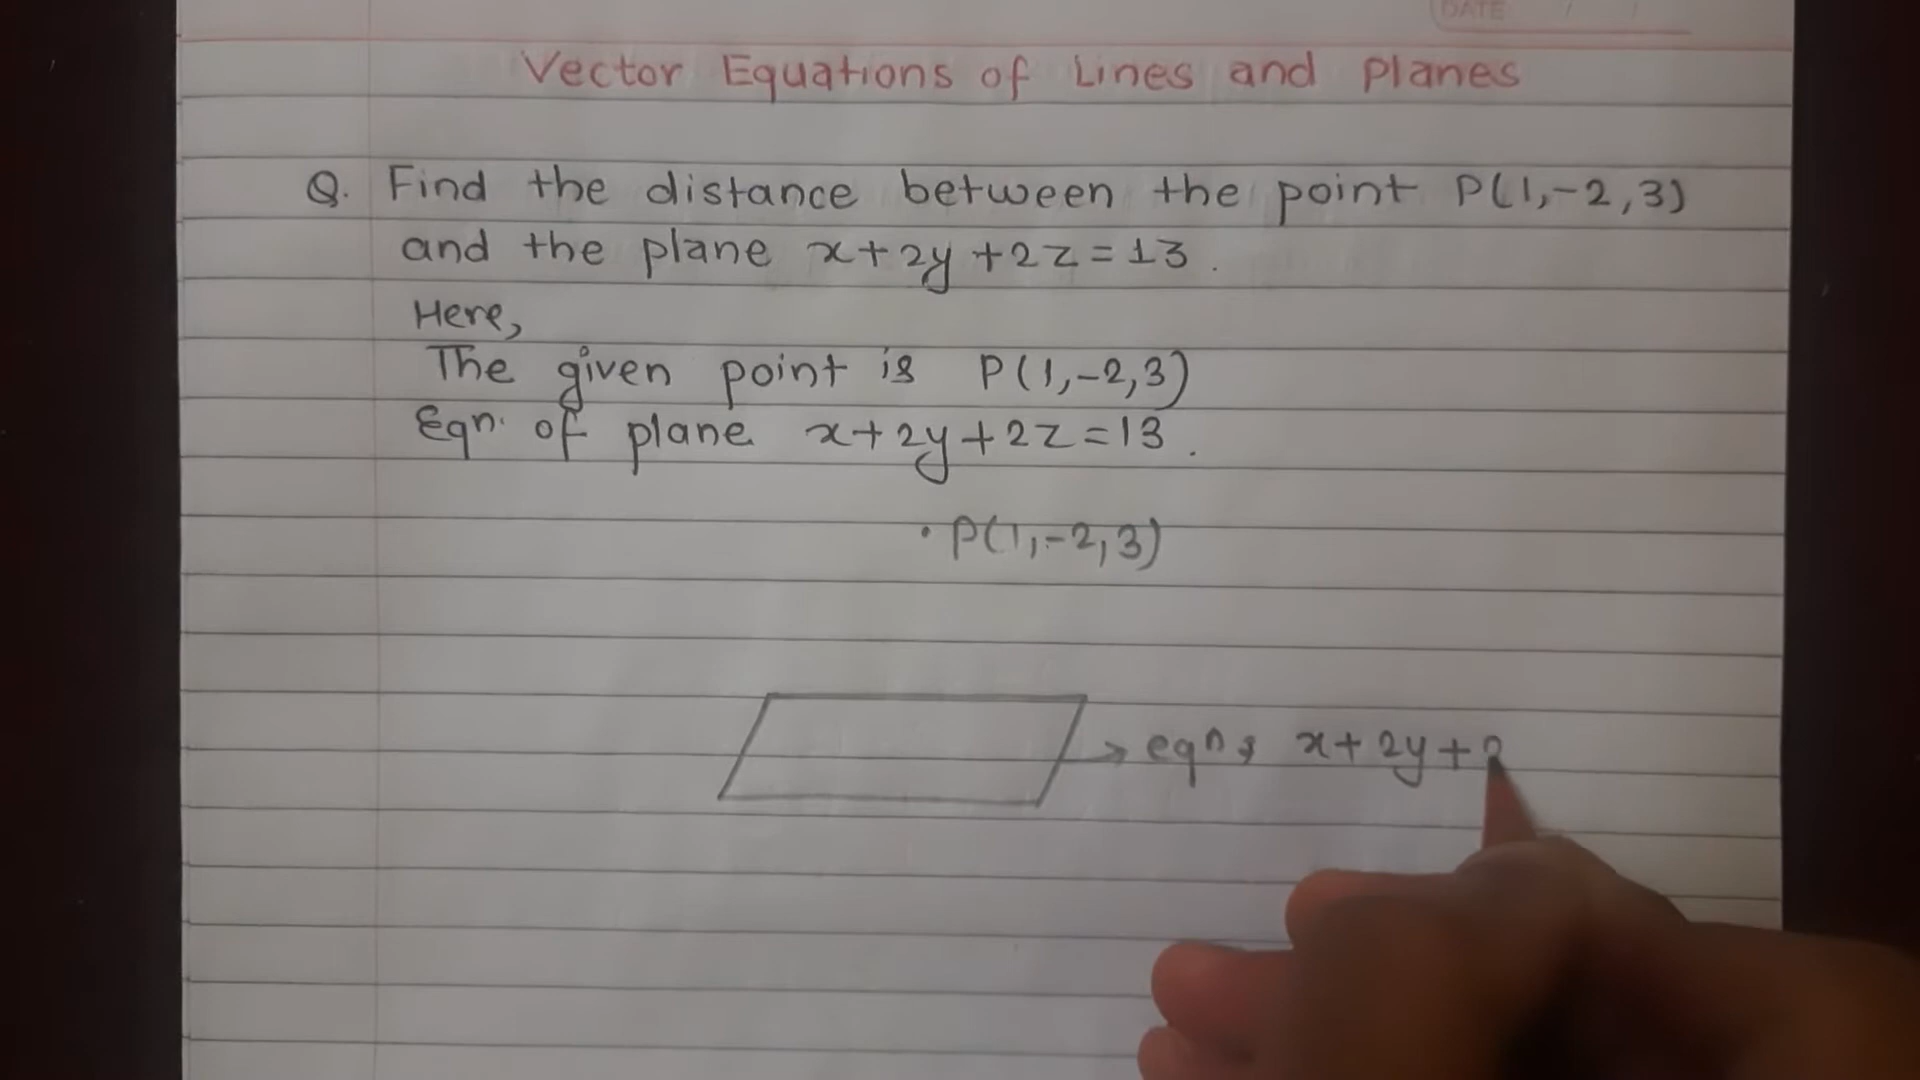 DATE
Vector Equations of Lines and Planes
Q. Find the distance between the point P(1,-2,3)
and the plane x+2y+2z=13.
Here,
The given point is P(1,-2,3)
Eqn. of plane x+2y+2z=13.
P(1,-2,3)
eqn, x+2y+2